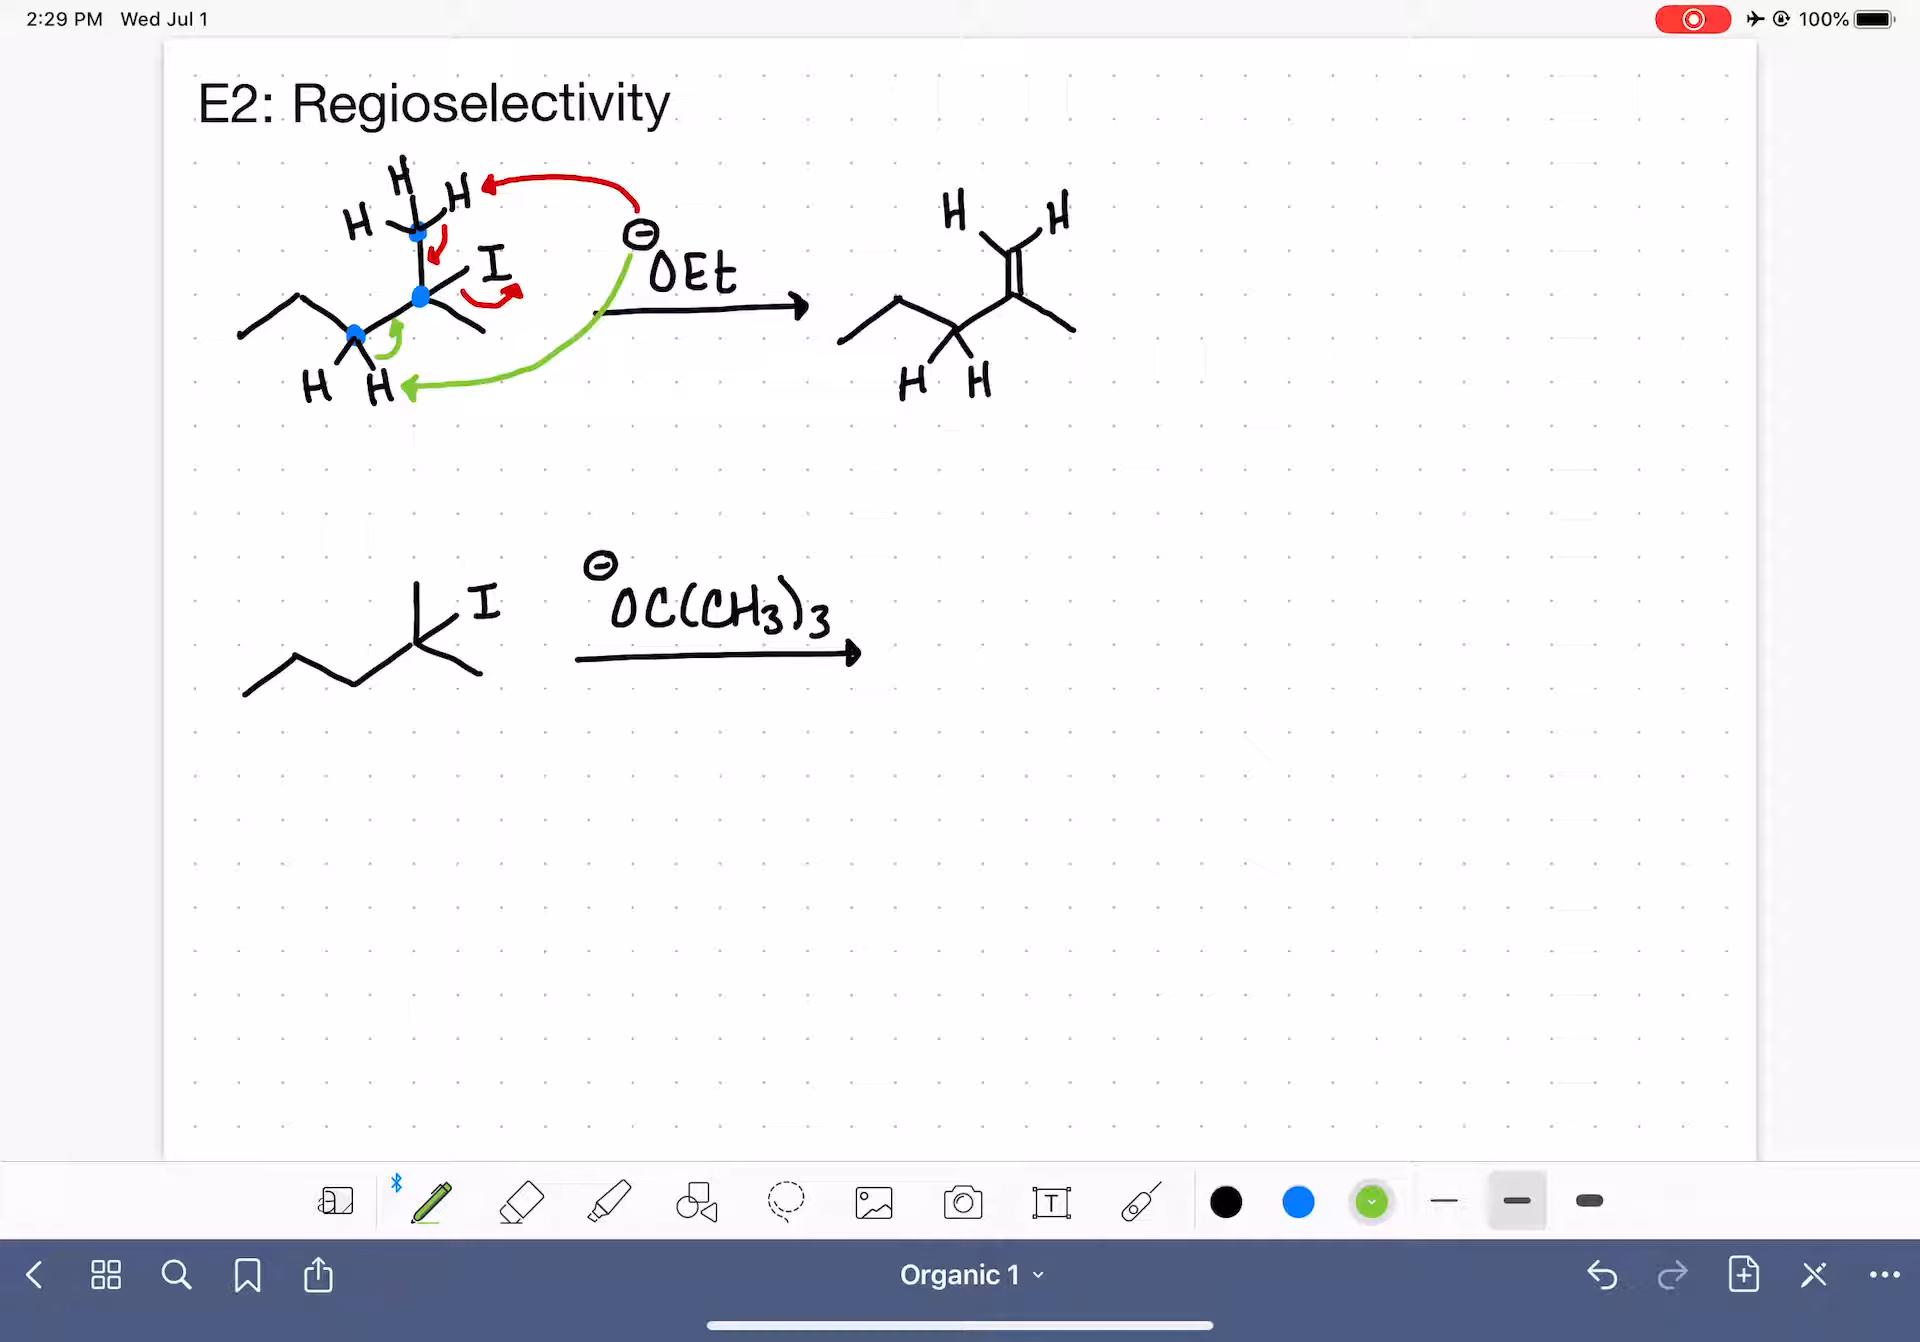 2:29 PM Wed Jul 1
100%
E2: Regioselectivity
H
H
H
I
⊖
OEt
H H
H H
H H
I
⊖
OC(CH3)3
T
Organic 1